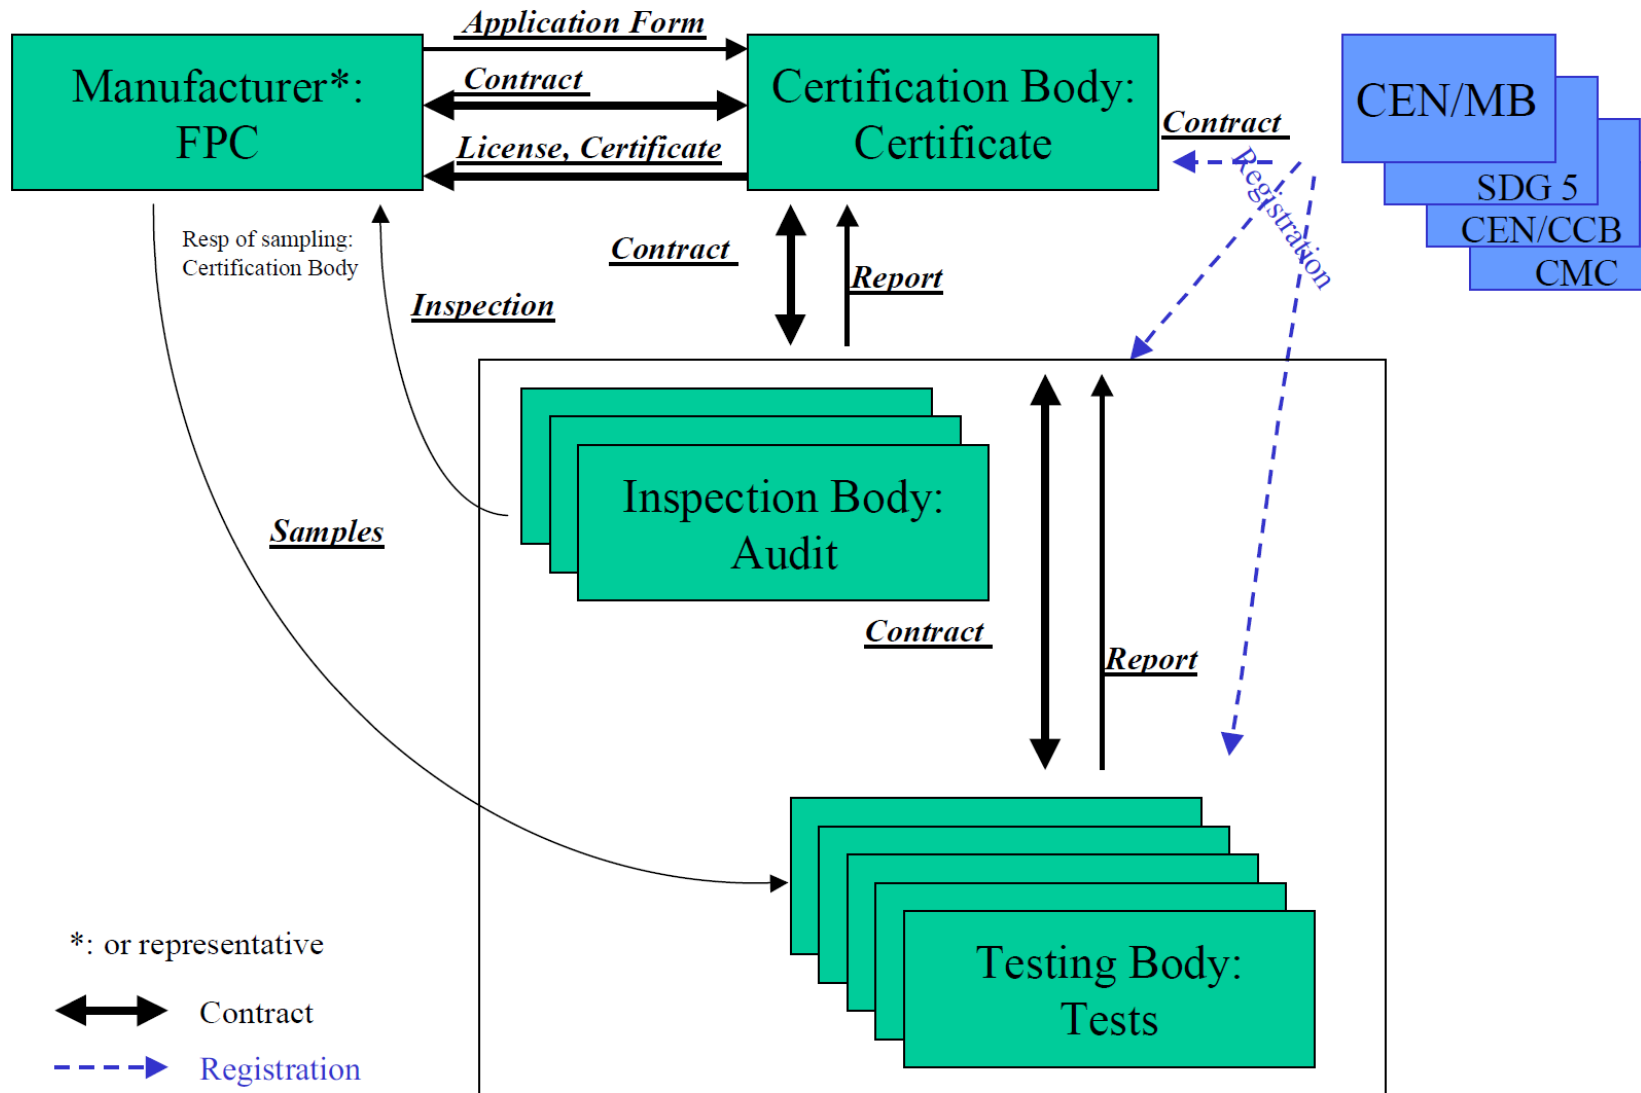 Application Form
Manufacturer*:
FPC
Contract
License, Certificate
Certification Body:
Certificate
Contract
Registration
CEN/MB
SDG 5
CEN/CCB
CMC
Resp of sampling:
Certification Body
Inspection
Contract
Report
Inspection Body:
Audit
Samples
Contract
Report
Testing Body:
Tests
*: or representative
Contract
Registration